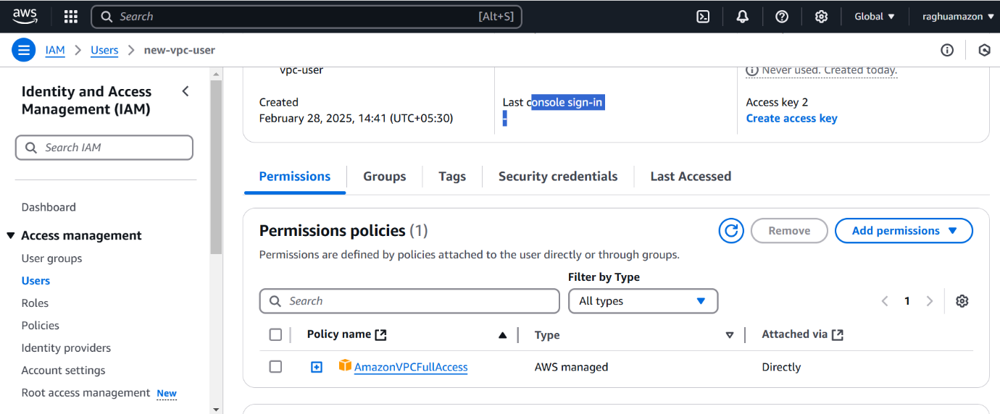 aws
Search [Alt+S] Global raghuamazon
IAM Users new-vpc-user
Identity and Access Management (IAM)
Search IAM
Dashboard
Access management
User groups
Users
Roles
Policies
Identity providers
Account settings
Root access management New
vpc-user
Never used. Created today.
Created
February 28, 2025, 14:41 (UTC+05:30)
Last console sign-in
-
Access key 2
Create access key
Permissions Groups Tags Security credentials Last Accessed
Permissions policies (1)
Remove Add permissions
Permissions are defined by policies attached to the user directly or through groups.
Filter by Type
Search All types 1
Policy name Type Attached via
AmazonVPCFullAccess AWS managed Directly